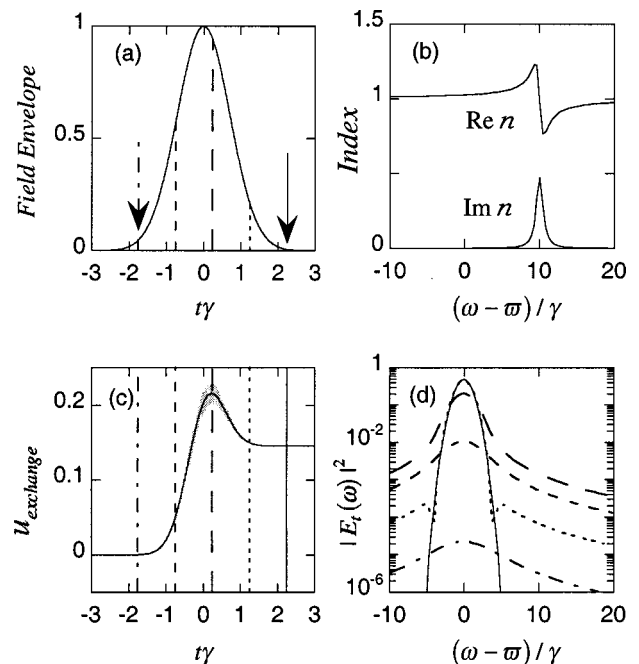 (a)
Field Envelope
1
0.5
0
-3 -2 -1 0 1 2 3
tγ
(b)
Index
1.5
1
0.5
0
Re n
Im n
-10 0 10 20
(ω − ϖ) / γ
(c)
u_exchange
0.2
0.1
0
-3 -2 -1 0 1 2 3
tγ
(d)
|E_t(ω)|²
1
10⁻²
10⁻⁴
10⁻⁶
-10 0 10 20
(ω − ϖ) / γ